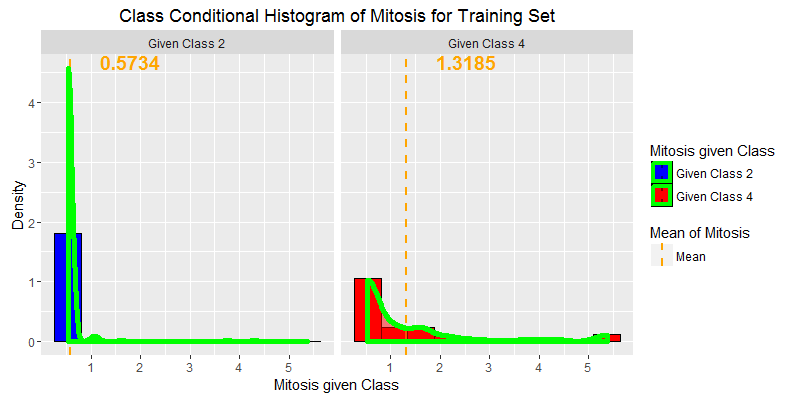 Class Conditional Histogram of Mitosis for Training Set
Given Class 2
Given Class 4
0.5734
1.3185
Density
4
3
2
1
0
1 2 3 4 5
1 2 3 4 5
Mitosis given Class
Mitosis given Class
Given Class 2
Given Class 4
Mean of Mitosis
Mean